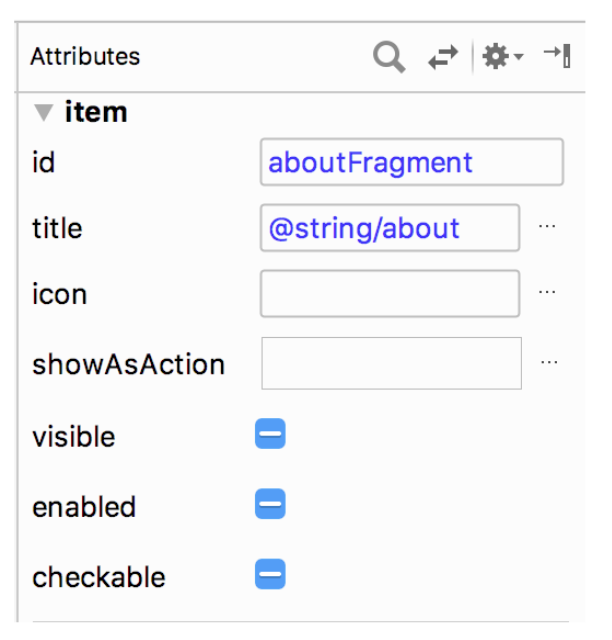 Attributes
item
id aboutFragment
title @string/about ...
icon ...
showAsAction ...
visible
enabled
checkable